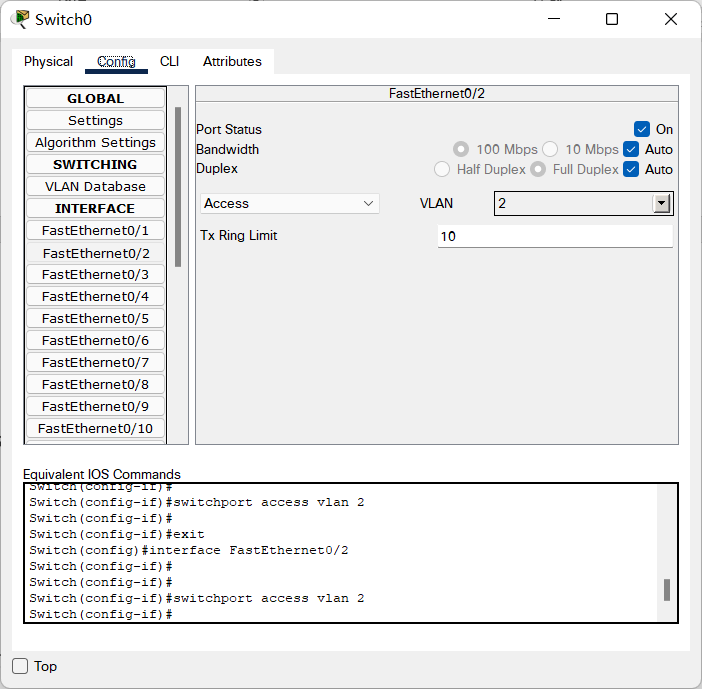 Switch0
Physical Config CLI Attributes
GLOBAL
Settings
Algorithm Settings
SWITCHING
VLAN Database
INTERFACE
FastEthernet0/1
FastEthernet0/2
FastEthernet0/3
FastEthernet0/4
FastEthernet0/5
FastEthernet0/6
FastEthernet0/7
FastEthernet0/8
FastEthernet0/9
FastEthernet0/10
FastEthernet0/2
Port Status On
Bandwidth 100 Mbps 10 Mbps Auto
Duplex Half Duplex Full Duplex Auto
Access VLAN 2
Tx Ring Limit 10
Equivalent IOS Commands
Switch(config-if)#
Switch(config-if)#switchport access vlan 2
Switch(config-if)#
Switch(config-if)#exit
Switch(config)#interface FastEthernet0/2
Switch(config-if)#
Switch(config-if)#
Switch(config-if)#switchport access vlan 2
Switch(config-if)#
Top